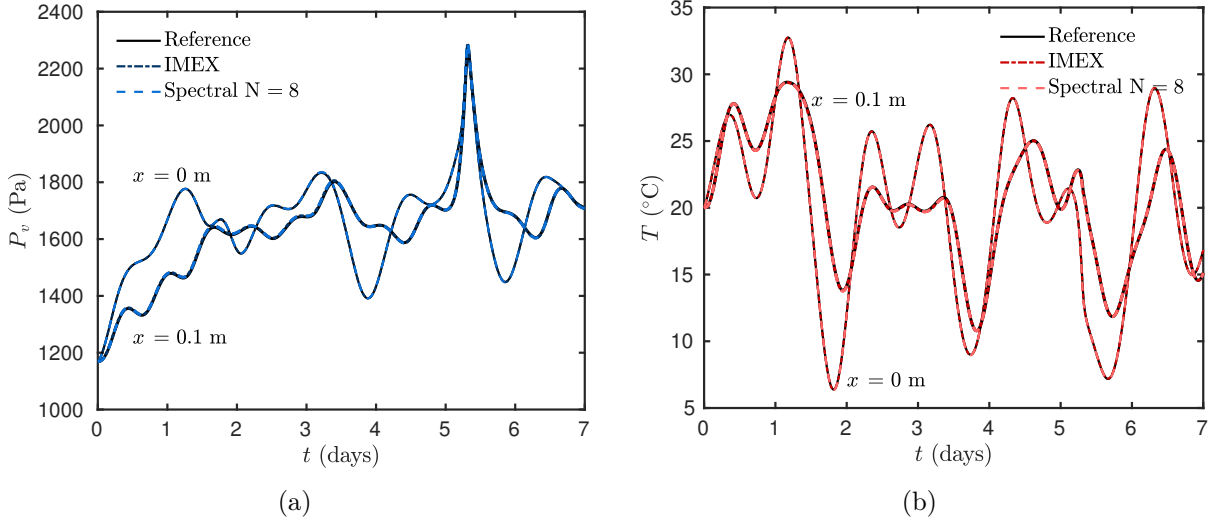 2400
2200
2000
1800
1600
1400
1200
1000
P_v (Pa)
Reference
IMEX
Spectral N = 8
x = 0 m
x = 0.1 m
0 1 2 3 4 5 6 7
t (days)
(a)
35
30
25
20
15
10
5
T (°C)
Reference
IMEX
Spectral N = 8
x = 0.1 m
x = 0 m
0 1 2 3 4 5 6 7
t (days)
(b)